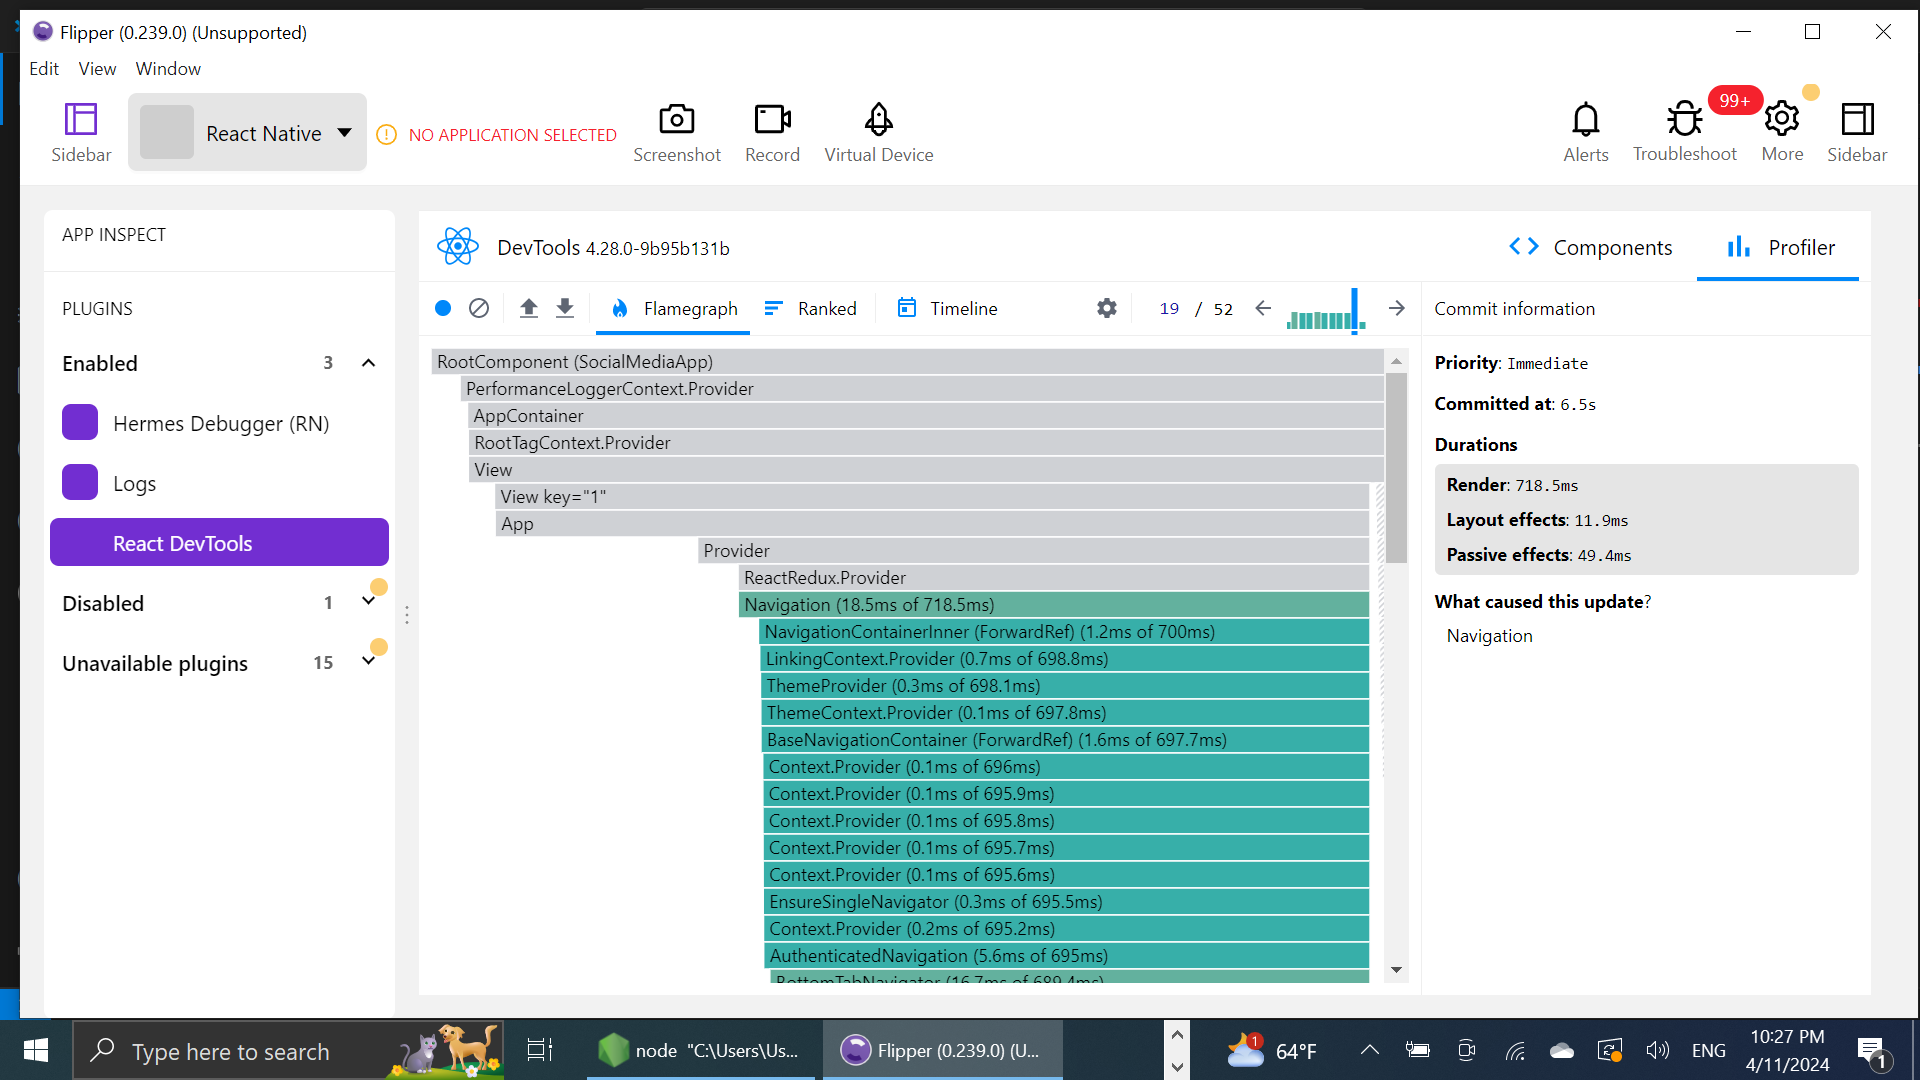 Flipper (0.239.0) (Unsupported)
Edit View Window
Sidebar
React Native
NO APPLICATION SELECTED
Screenshot
Record
Virtual Device
Alerts
Troubleshoot
99+
More
Sidebar
APP INSPECT
PLUGINS
Enabled 3
Hermes Debugger (RN)
Logs
React DevTools
Disabled 1
Unavailable plugins 15
DevTools 4.28.0-9b95b131b
Components
Profiler
Flamegraph
Ranked
Timeline
19 / 52
RootComponent (SocialMediaApp)
PerformanceLoggerContext.Provider
AppContainer
RootTagContext.Provider
View
View key="1"
App
Provider
ReactRedux.Provider
Navigation (18.5ms of 718.5ms)
NavigationContainerInner (ForwardRef) (1.2ms of 700ms)
LinkingContext.Provider (0.7ms of 698.8ms)
ThemeProvider (0.3ms of 698.1ms)
ThemeContext.Provider (0.1ms of 697.8ms)
BaseNavigationContainer (ForwardRef) (1.6ms of 697.7ms)
Context.Provider (0.1ms of 696ms)
Context.Provider (0.1ms of 695.9ms)
Context.Provider (0.1ms of 695.8ms)
Context.Provider (0.1ms of 695.7ms)
Context.Provider (0.1ms of 695.6ms)
EnsureSingleNavigator (0.3ms of 695.5ms)
Context.Provider (0.2ms of 695.2ms)
AuthenticatedNavigation (5.6ms of 695ms)
BottomTabNavigator (16.7ms of 689.4ms)
Commit information
Priority: Immediate
Committed at: 6.5s
Durations
Render: 718.5ms
Layout effects: 11.9ms
Passive effects: 49.4ms
What caused this update?
Navigation
Type here to search
node "C:\Users\Us...
Flipper (0.239.0) (U...
1
64°F
ENG
10:27 PM
4/11/2024
1